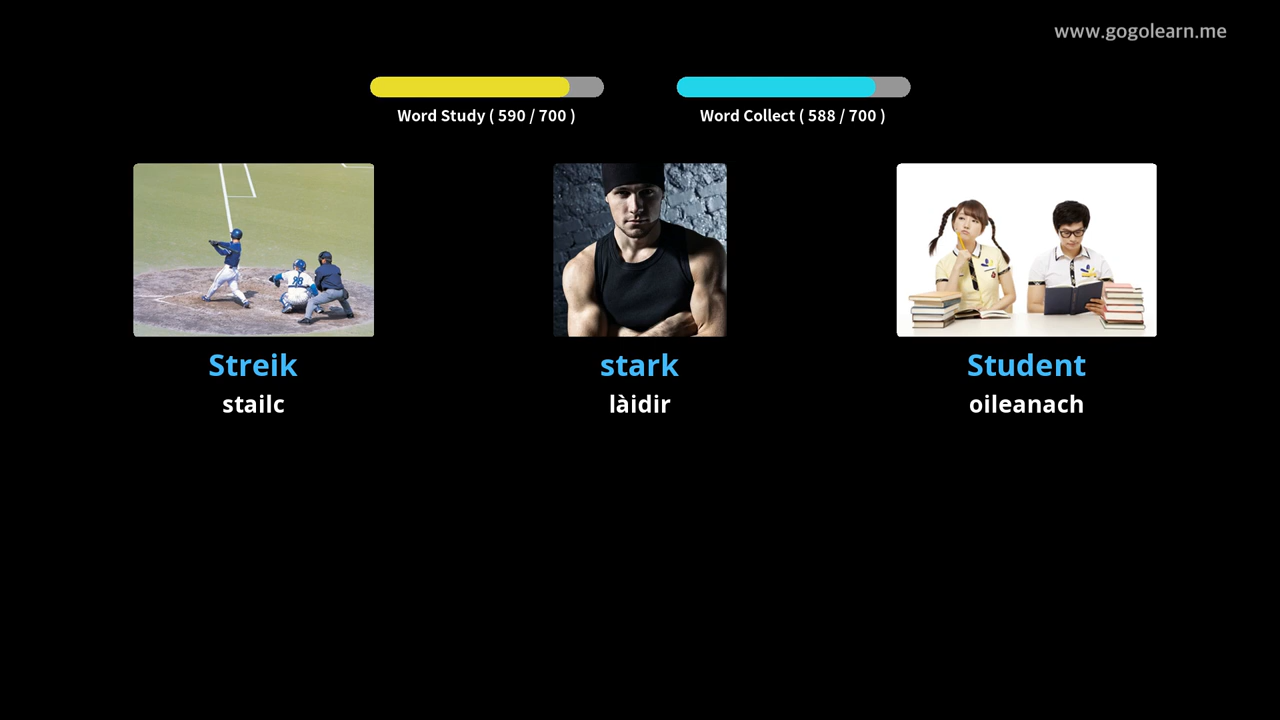 www.gogolearn.me
Word Study ( 590 / 700 )
Word Collect ( 588 / 700 )
Streik
stark
Student
stailc
làidir
oileanach